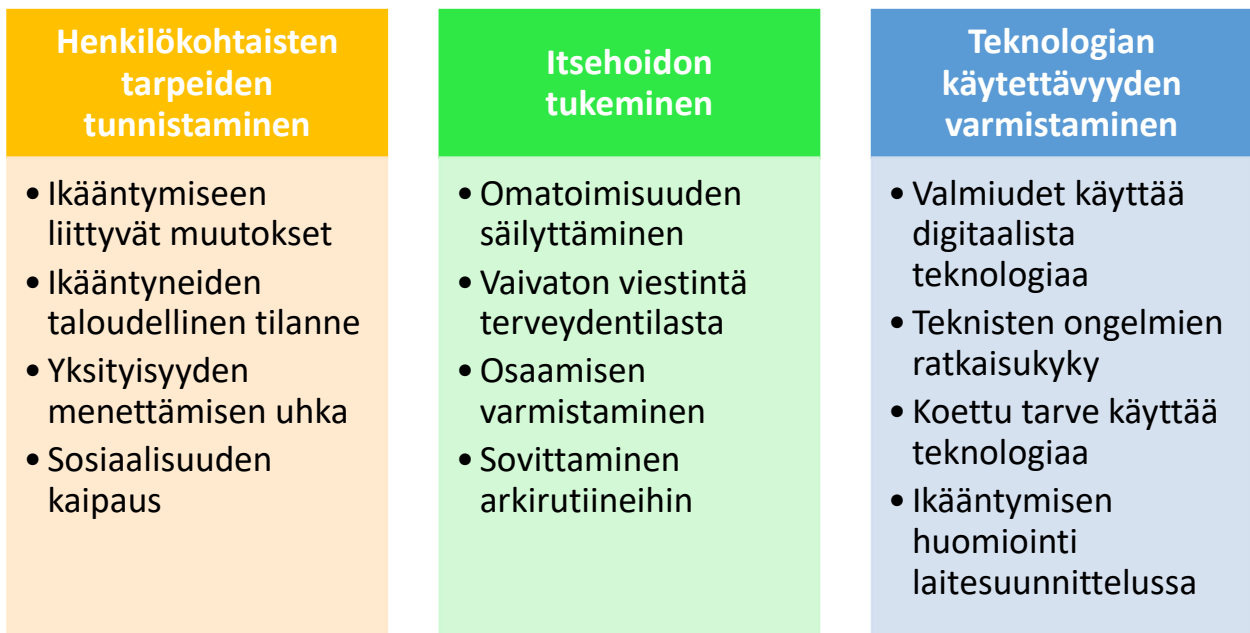 Henkilökohtaisten
tarpeiden
tunnistaminen
• Ikääntymiseen
liittyvät muutokset
• Ikääntyneiden
taloudellinen tilanne
• Yksityisyyden
menettämisen uhka
• Sosiaalisuuden
kaipaus
Itsehoidon
tukeminen
• Omatoimisuuden
säilyttäminen
• Vaivaton viestintä
terveydentilasta
• Osaamisen
varmistaminen
• Sovittaminen
arkirutiineihin
Teknologian
käytettävyyden
varmistaminen
• Valmiudet käyttää
digitaalista
teknologiaa
• Teknisten ongelmien
ratkaisukyky
• Koettu tarve käyttää
teknologiaa
• Ikääntymisen
huomiointi
laitesuunnittelussa